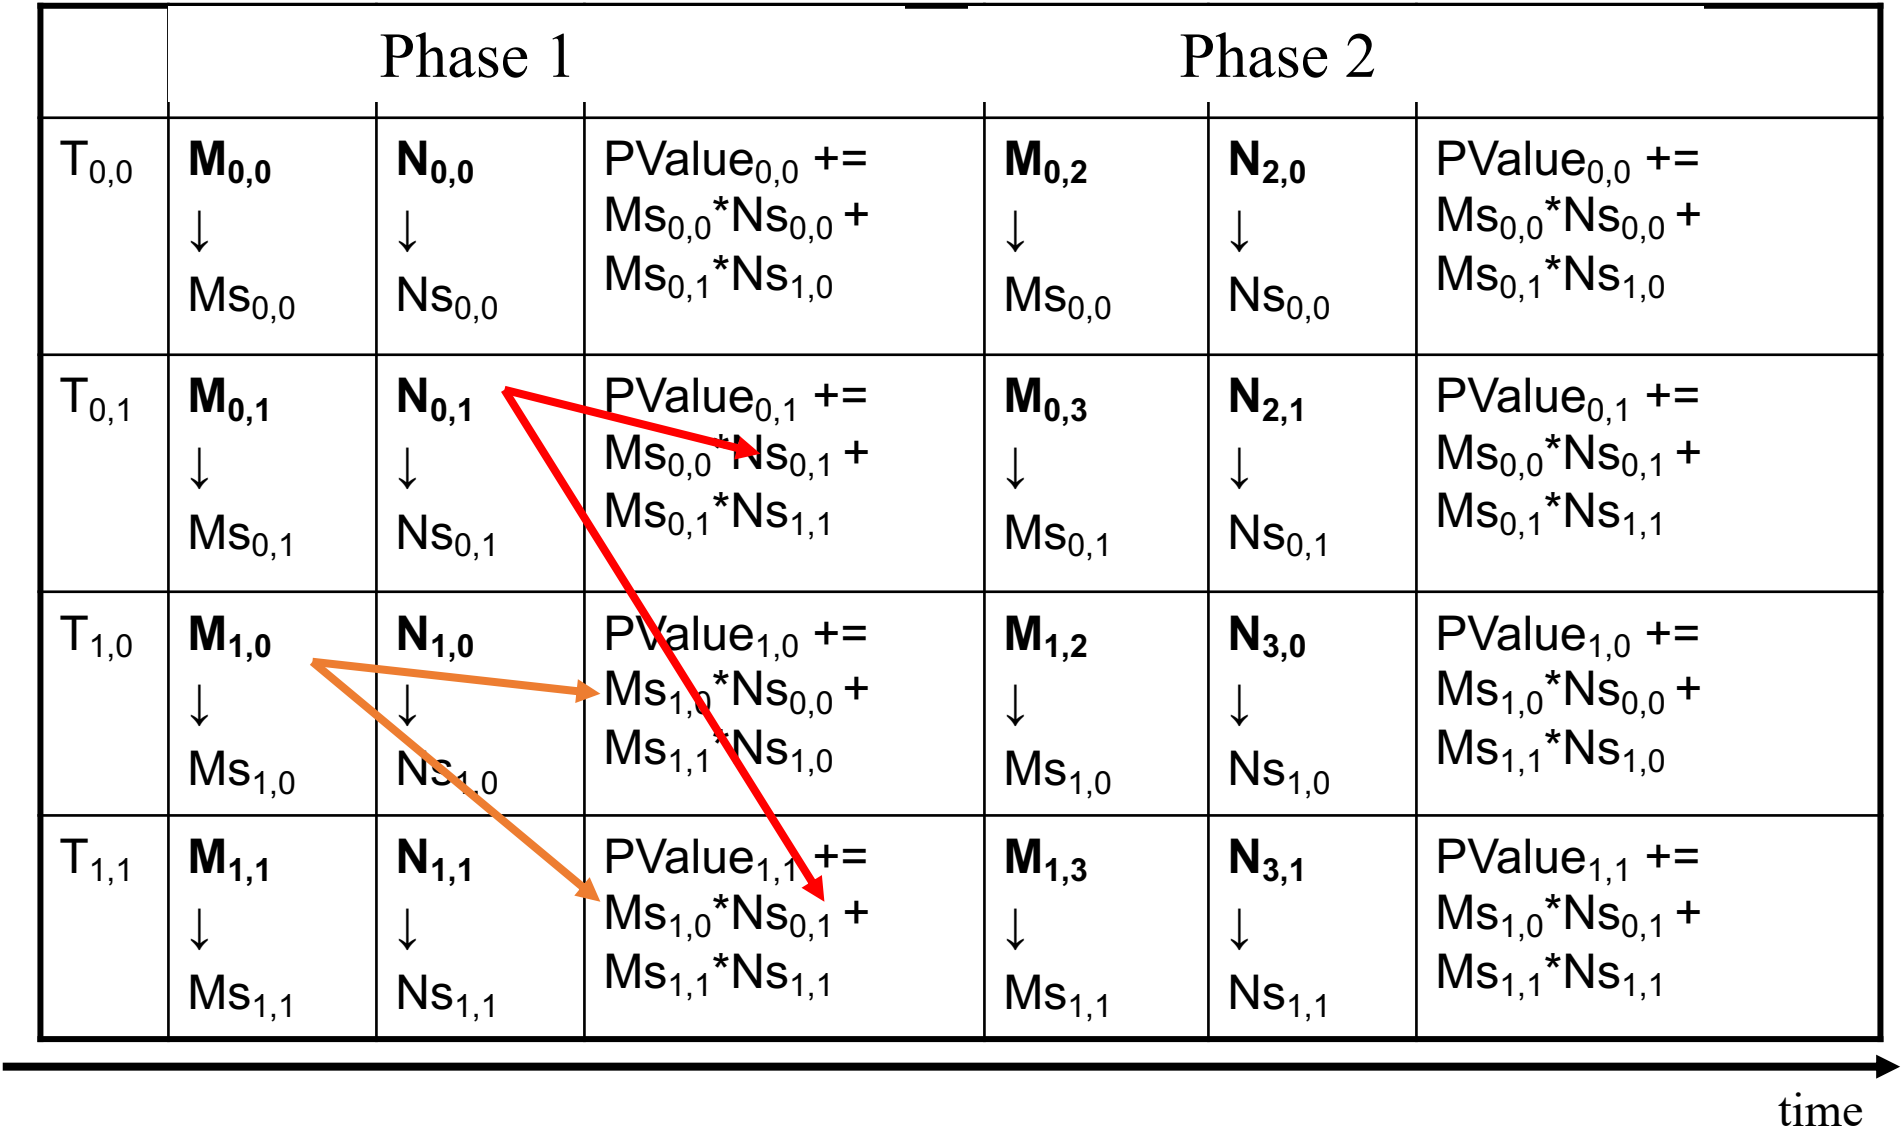 Phase 1 Phase 2
T0,0 M0,0 N0,0 PValue0,0 += M0,2 N2,0 PValue0,0 +=
↓ ↓ Ms0,0*Ns0,0 + ↓ ↓ Ms0,0*Ns0,0 +
Ms0,0 Ns0,0 Ms0,1*Ns1,0 Ms0,0 Ns0,0 Ms0,1*Ns1,0
T0,1 M0,1 N0,1 PValue0,1 += M0,3 N2,1 PValue0,1 +=
↓ ↓ Ms0,0*Ns0,1 + ↓ ↓ Ms0,0*Ns0,1 +
Ms0,1 Ns0,1 Ms0,1*Ns1,1 Ms0,1 Ns0,1 Ms0,1*Ns1,1
T1,0 M1,0 N1,0 PValue1,0 += M1,2 N3,0 PValue1,0 +=
↓ ↓ Ms1,0*Ns0,0 + ↓ ↓ Ms1,0*Ns0,0 +
Ms1,0 Ns1,0 Ms1,1*Ns1,0 Ms1,0 Ns1,0 Ms1,1*Ns1,0
T1,1 M1,1 N1,1 PValue1,1 += M1,3 N3,1 PValue1,1 +=
↓ ↓ Ms1,0*Ns0,1 + ↓ ↓ Ms1,0*Ns0,1 +
Ms1,1 Ns1,1 Ms1,1*Ns1,1 Ms1,1 Ns1,1 Ms1,1*Ns1,1
time